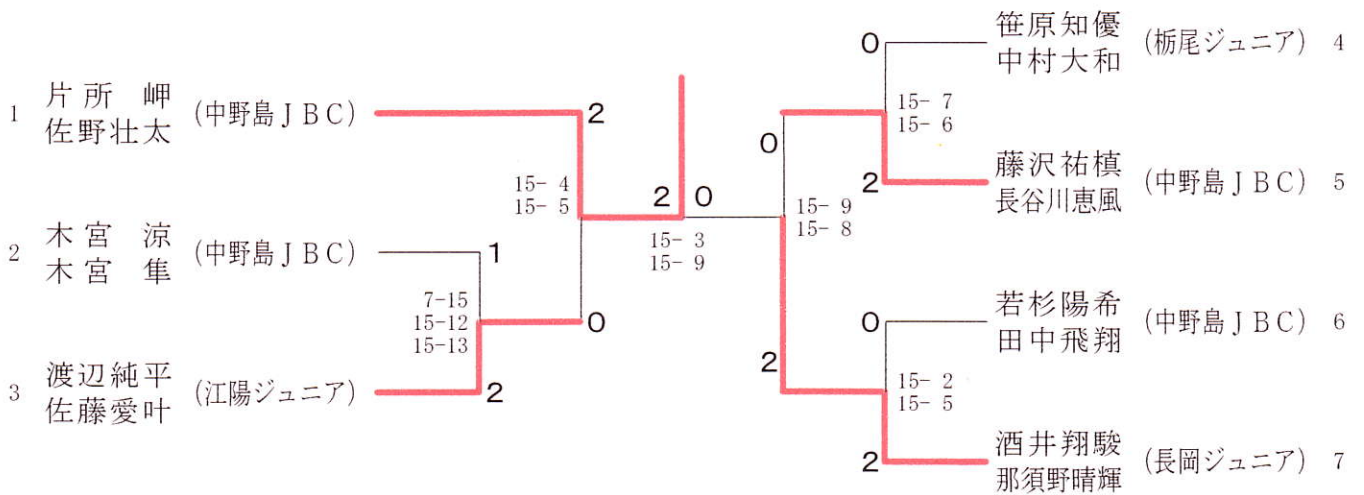 1 片所 岬 (中野島JBC) 2
佐野壮太
15- 4
15- 5
2 木宮 涼 (中野島JBC) 1
木宮 隼
7-15
15-12
15-13
0
3 渡辺純平 (江陽ジュニア) 2
佐藤愛叶
2 0
15- 3
15- 9
0 笹原知優 (栃尾ジュニア) 4
中村大和
15- 7
15- 6
0
2 藤沢祐槙 (中野島JBC) 5
長谷川恵風
15- 9
15- 8
0 若杉陽希 (中野島JBC) 6
田中飛翔
2
15- 2
15- 5
2 酒井翔駿 (長岡ジュニア) 7
那須野晴輝